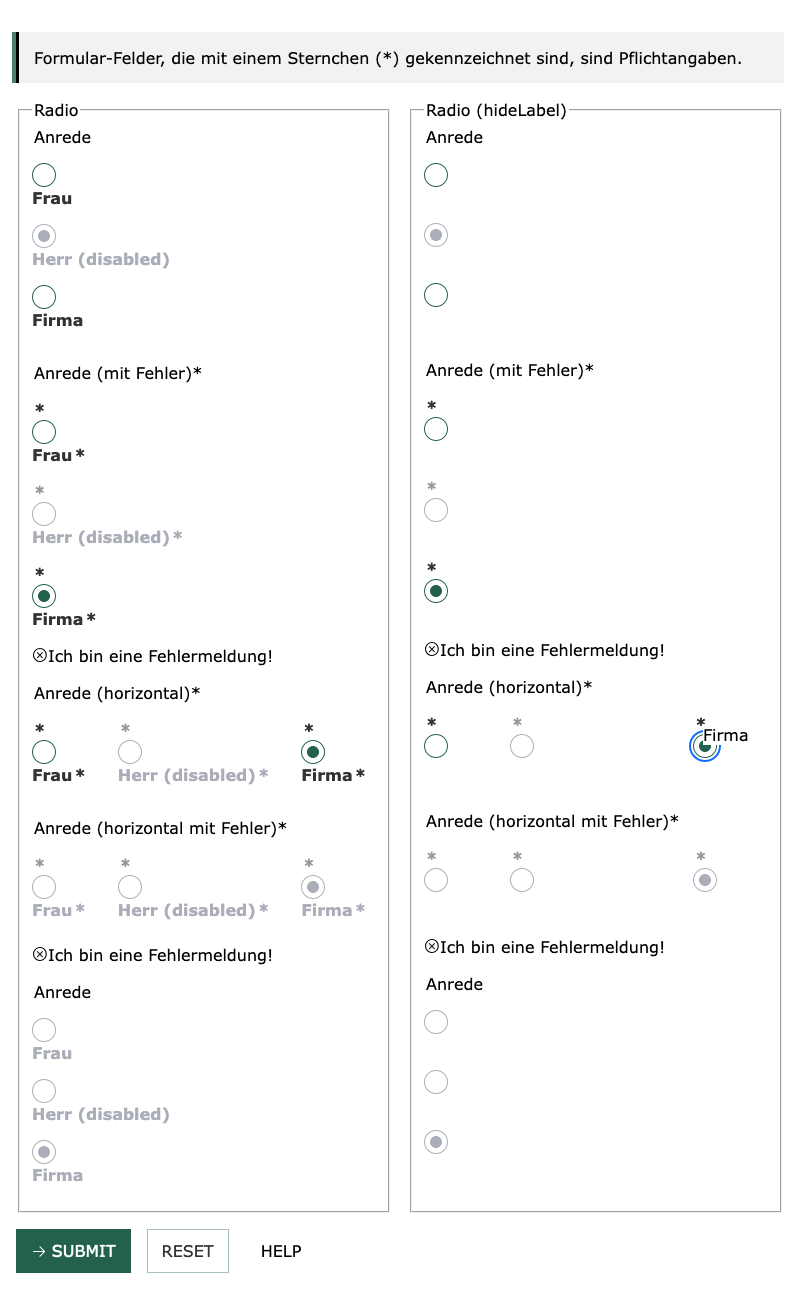 Formular-Felder, die mit einem Sternchen (*) gekennzeichnet sind, sind Pflichtangaben.
Radio
Anrede
Frau
Herr (disabled)
Firma
Anrede (mit Fehler)*
*
Frau*
*
Herr (disabled)*
*
Firma*
Ich bin eine Fehlermeldung!
Anrede (horizontal)*
* * *
Frau* Herr (disabled)* Firma*
Anrede (horizontal mit Fehler)*
* * *
Frau* Herr (disabled)* Firma*
Ich bin eine Fehlermeldung!
Anrede
Frau
Herr (disabled)
Firma
Radio (hideLabel)
Anrede
Anrede (mit Fehler)*
*
*
*
Ich bin eine Fehlermeldung!
Anrede (horizontal)*
* * *
Firma
Anrede (horizontal mit Fehler)*
* * *
Ich bin eine Fehlermeldung!
Anrede
→ SUBMIT RESET HELP